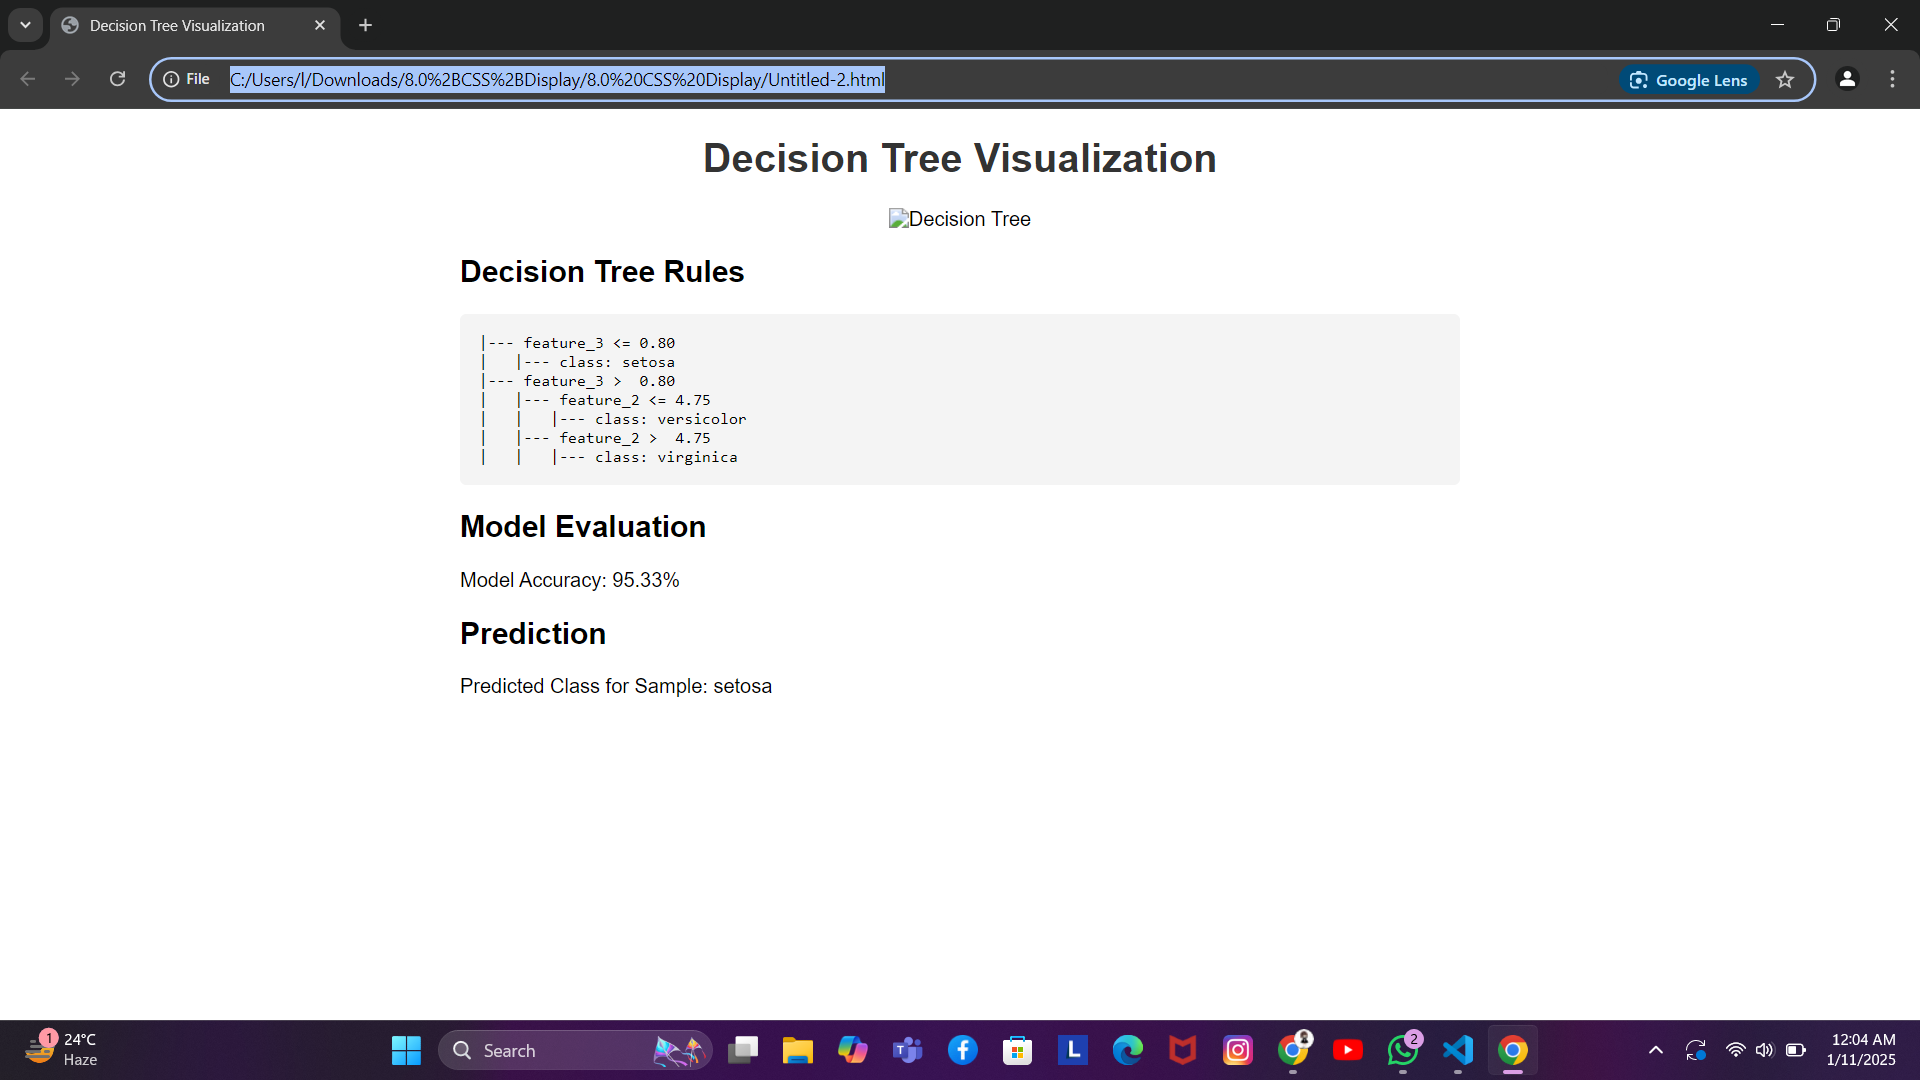 Decision Tree Visualization
File
C:/Users/l/Downloads/8.0%2BCSS%2BDisplay/8.0%20CSS%20Display/Untitled-2.html
Google Lens
Decision Tree Visualization
Decision Tree
Decision Tree Rules
|--- feature_3 <= 0.80
|   |--- class: setosa
|--- feature_3 >  0.80
|   |--- feature_2 <= 4.75
|   |   |--- class: versicolor
|   |--- feature_2 >  4.75
|   |   |--- class: virginica
Model Evaluation
Model Accuracy: 95.33%
Prediction
Predicted Class for Sample: setosa
1
24°C
Haze
Search
T
L
2
12:04 AM
1/11/2025